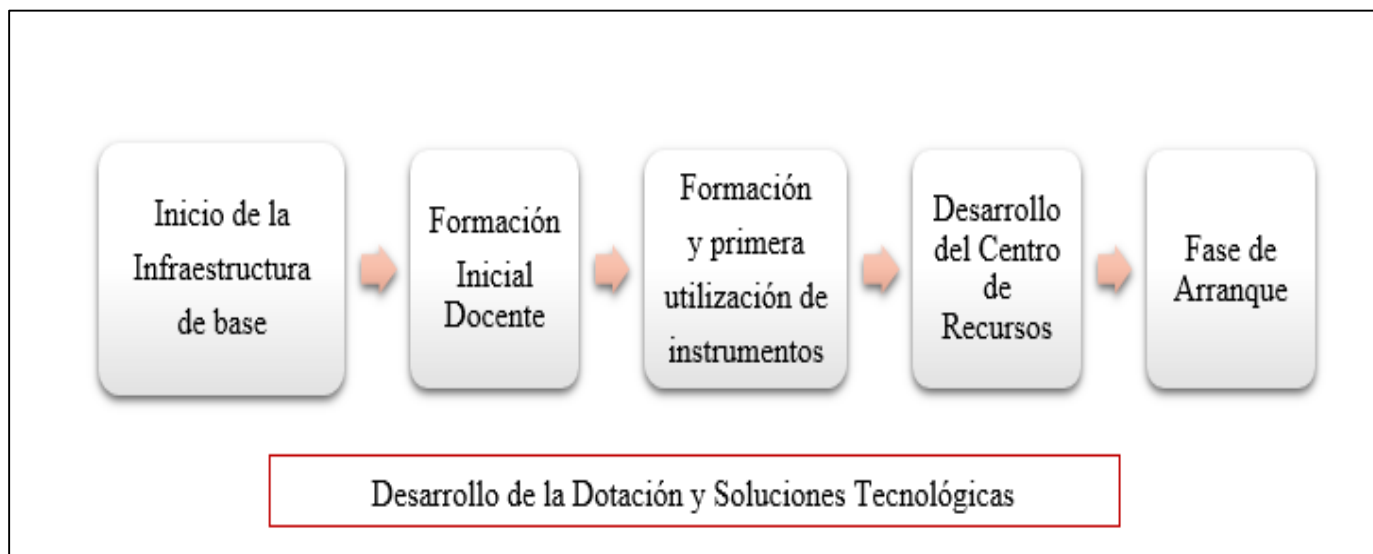 Inicio de la
Infraestructura
de base
Formación
Inicial
Docente
Formación
y primera
utilización de
instrumentos
Desarrollo
del Centro
de
Recursos
Fase de
Arranque
Desarrollo de la Dotación y Soluciones Tecnológicas